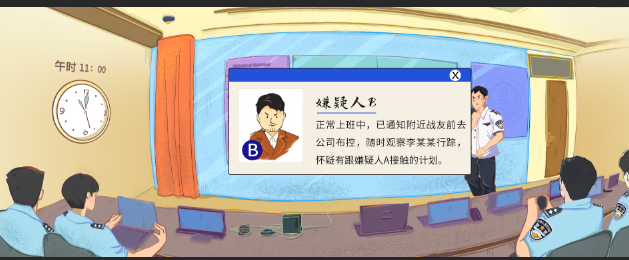 午时 11：00
X
嫌疑人B
正常上班中，已通知附近战友前去
公司布控，随时观察李某某行踪，
怀疑有跟嫌疑人A接触的计划。
B